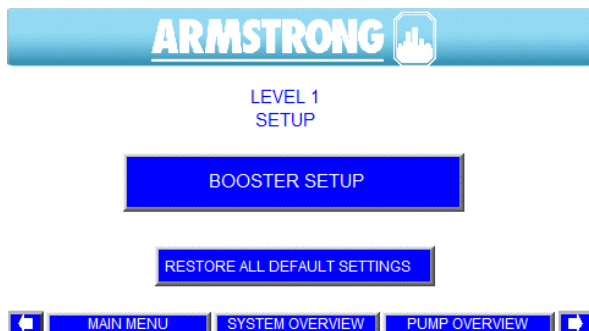 ARMSTRONG
LEVEL 1
SETUP
BOOSTER SETUP
RESTORE ALL DEFAULT SETTINGS
MAIN MENU
SYSTEM OVERVIEW
PUMP OVERVIEW